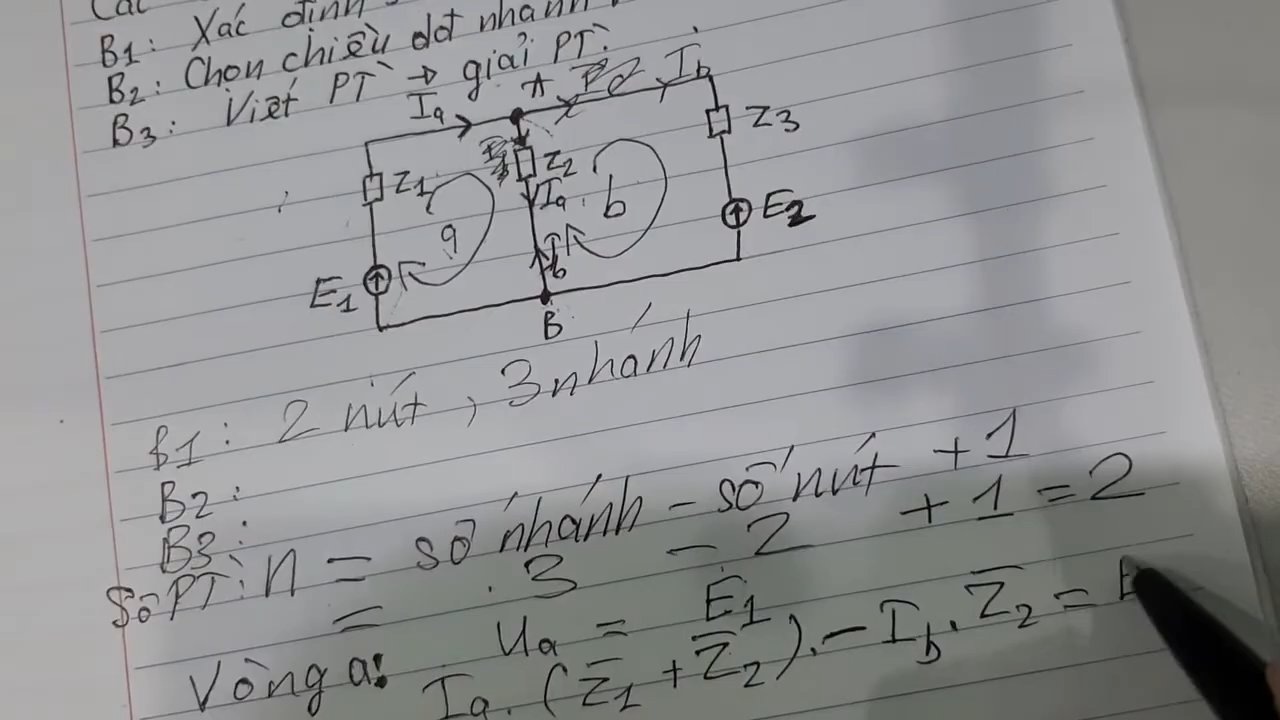 B1: Xác định
B2: Chọn chiều dòt nhánh
B3: Viết PT → giải PT
Ia
A
Ib
Z1
Z2
Z3
Ia
a
b
Ib
E1
E2
B
B1: 2 nút, 3 nhánh
B2:
B3:
Số PT: n = số nhánh - số nút + 1
= 3 - 2 + 1 = 2
Vòng a: Ua = E1
Ia. (Z1 + Z2). - Ib. Z2 =